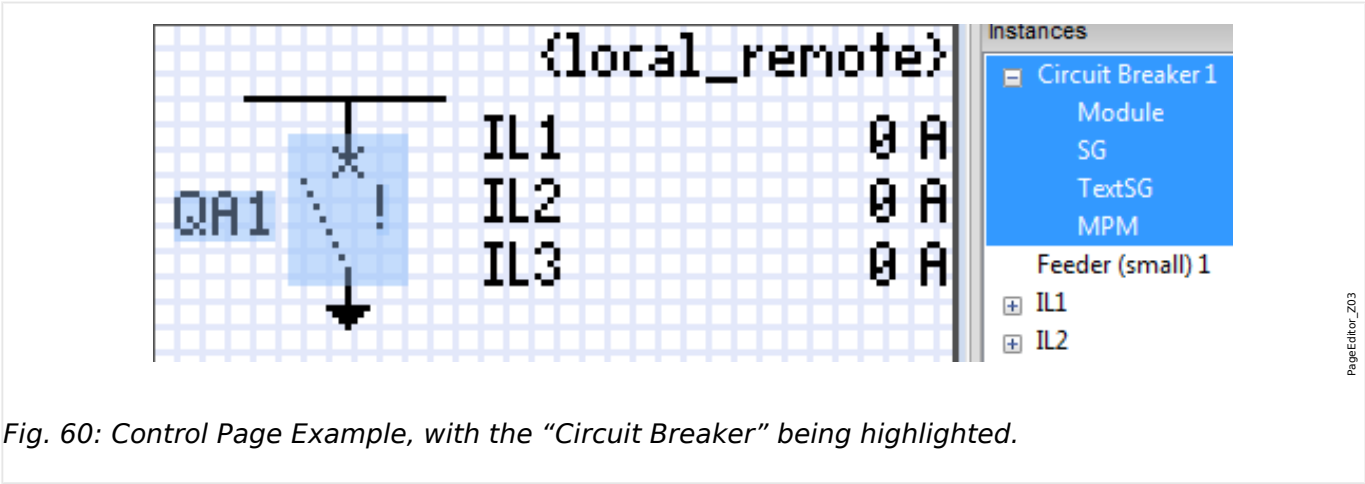 {local_remote}
IL1 0 A
QA1 !
IL2 0 A
IL3 0 A
Instances
Circuit Breaker 1
Module
SG
TextSG
MPM
Feeder (small) 1
IL1
IL2
PageEditor_Z03
Fig. 60: Control Page Example, with the “Circuit Breaker” being highlighted.